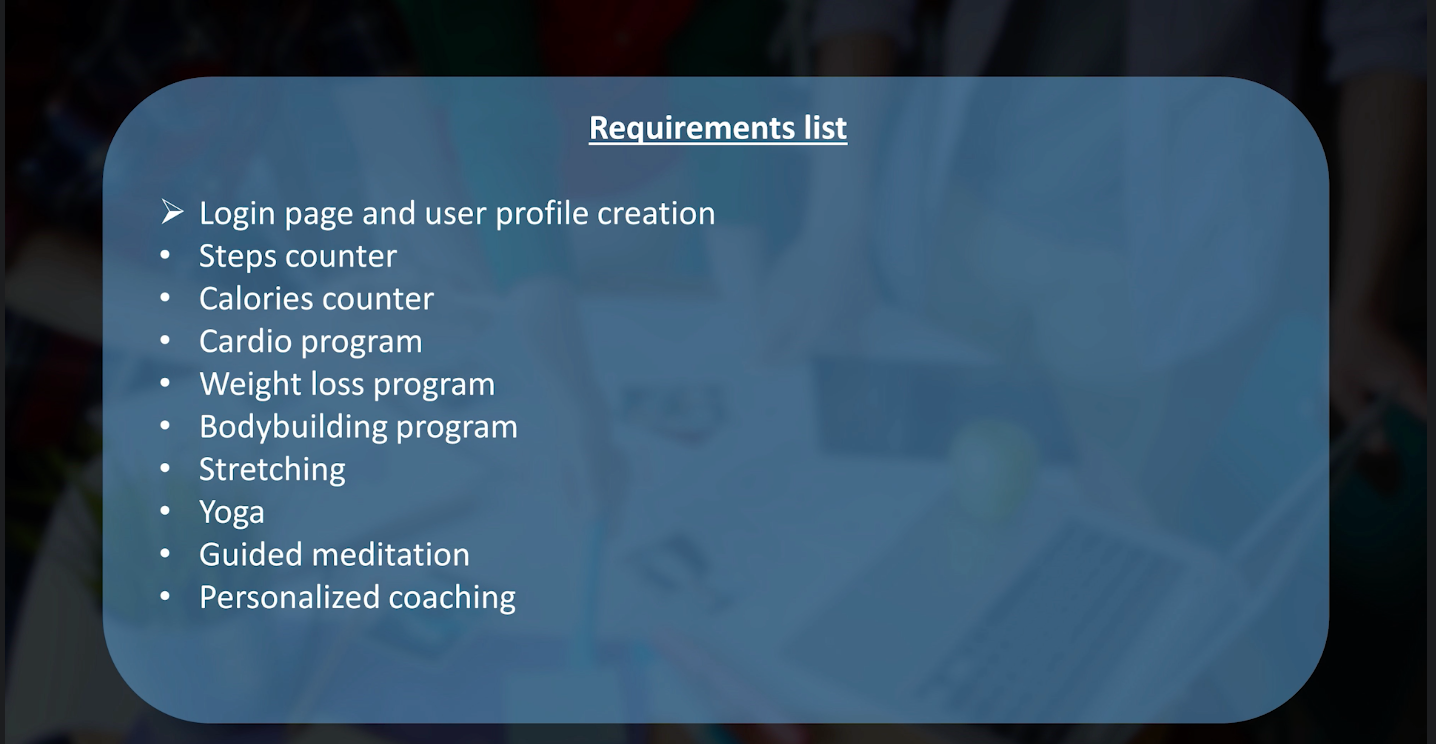 Requirements list
➢ Login page and user profile creation
• Steps counter
• Calories counter
• Cardio program
• Weight loss program
• Bodybuilding program
• Stretching
• Yoga
• Guided meditation
• Personalized coaching